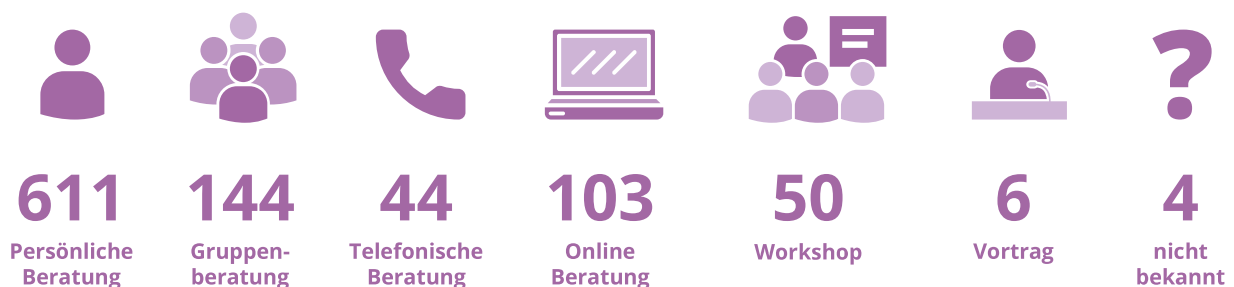 611
Persönliche
Beratung
144
Gruppen-
beratung
44
Telefonische
Beratung
103
Online
Beratung
50
Workshop
6
Vortrag
?
4
nicht
bekannt